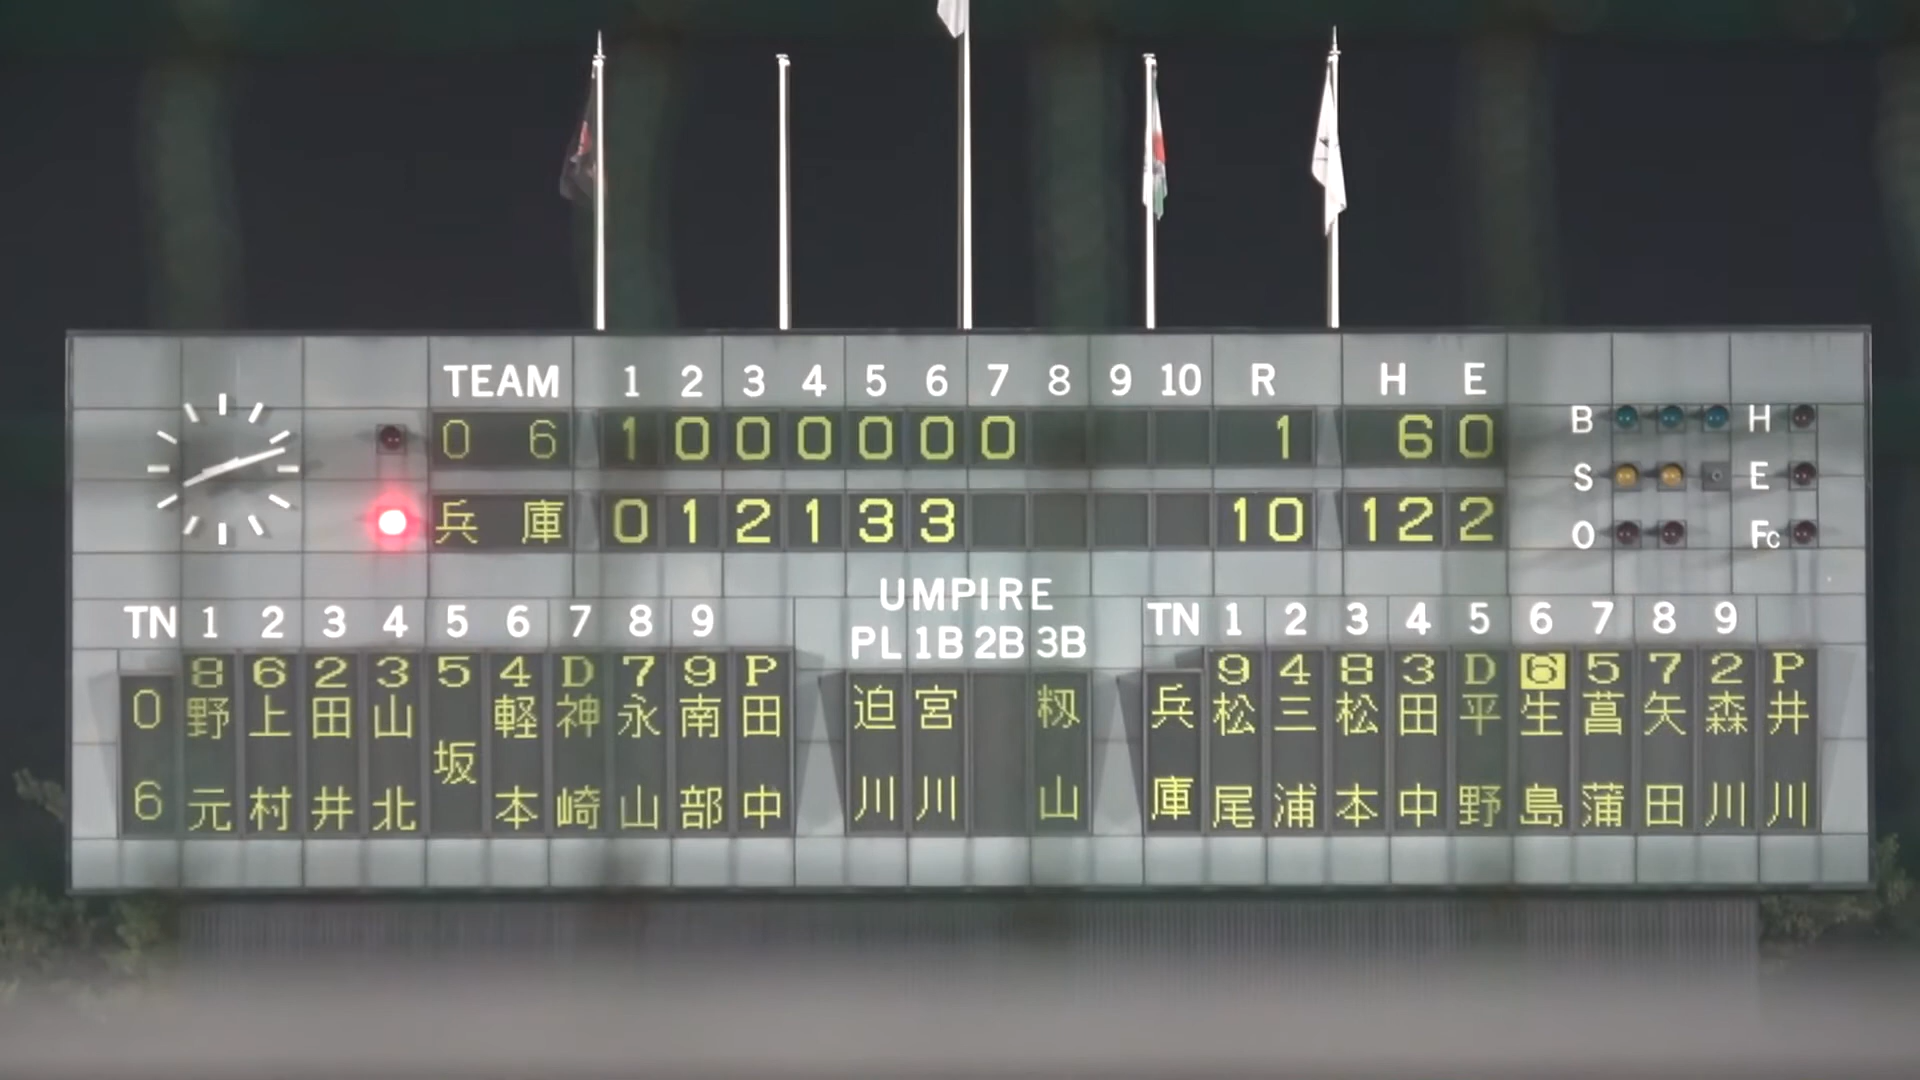 TEAM 1 2 3 4 5 6 7 8 9 10 R H E
06 1 0 0 0 0 0 0 1 6 0
兵庫 0 1 2 1 3 3 10 12 2
B H
S E
O Fc
UMPIRE
PL 1B 2B 3B
迫川 宮川 籾山
TN 1 2 3 4 5 6 7 8 9
8 6 2 3 5 4 D 7 9 P
06 野元 上村 田井 山北 坂 軽本 神崎 永山 南部 田中
TN 1 2 3 4 5 6 7 8 9
9 4 8 3 D 6 5 7 2 P
兵庫 松尾 三浦 松本 田中 平野 生島 菖蒲 矢田 森川 井川